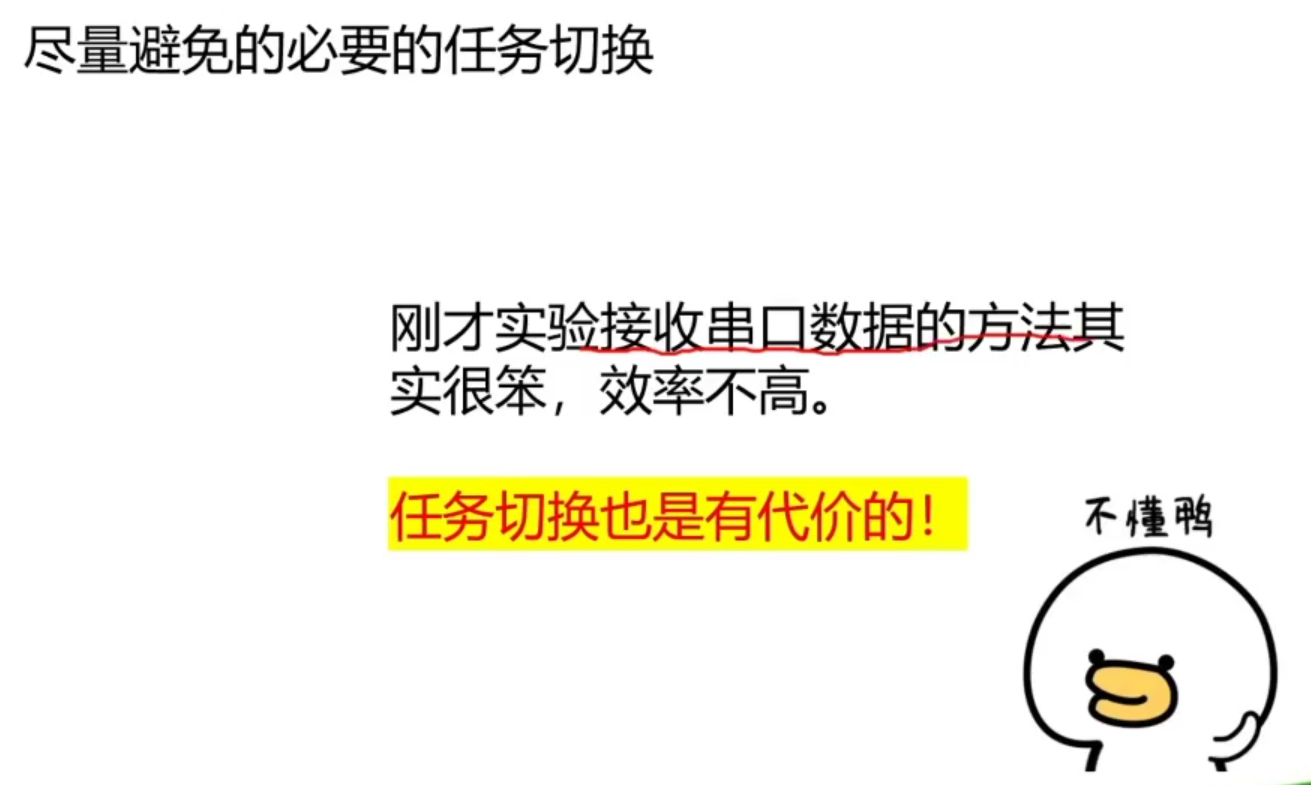 尽量避免的必要的任务切换
刚才实验接收串口数据的方法其
实很笨，效率不高。
任务切换也是有代价的！
不懂鸭